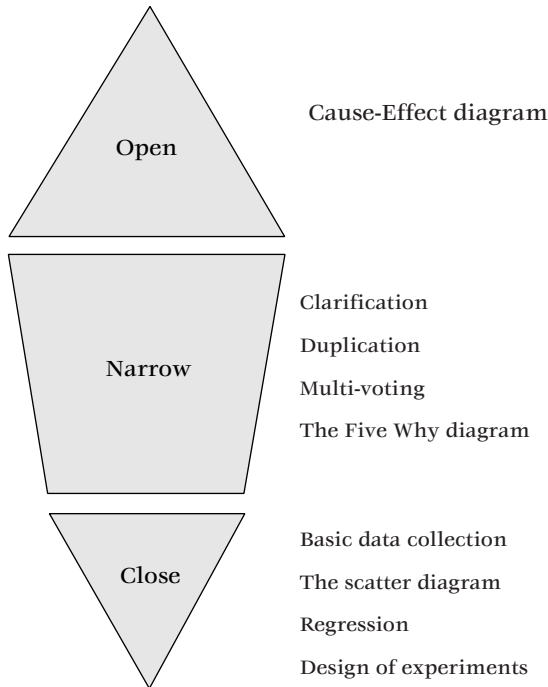 Open
Cause-Effect diagram
Narrow
Clarification
Duplication
Multi-voting
The Five Why diagram
Close
Basic data collection
The scatter diagram
Regression
Design of experiments